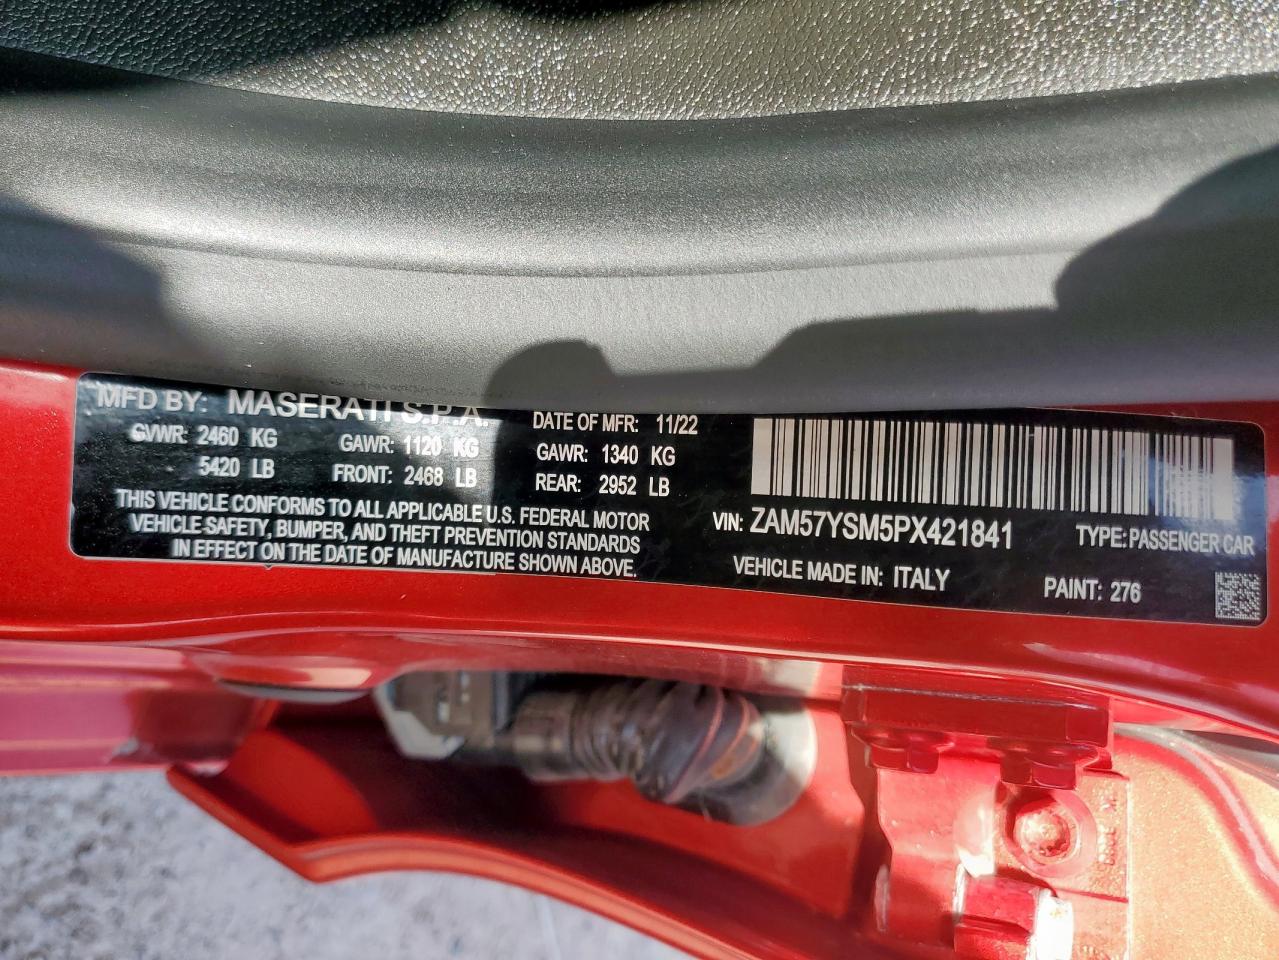 MFD BY: MASERATI S.P.A. DATE OF MFR: 11/22
GVWR: 2460 KG GAWR: 1120 KG GAWR: 1340 KG
5420 LB FRONT: 2468 LB REAR: 2952 LB
THIS VEHICLE CONFORMS TO ALL APPLICABLE U.S. FEDERAL MOTOR
VEHICLE SAFETY, BUMPER, AND THEFT PREVENTION STANDARDS
IN EFFECT ON THE DATE OF MANUFACTURE SHOWN ABOVE.
VIN: ZAM57YSM5PX421841 TYPE: PASSENGER CAR
VEHICLE MADE IN: ITALY PAINT: 276